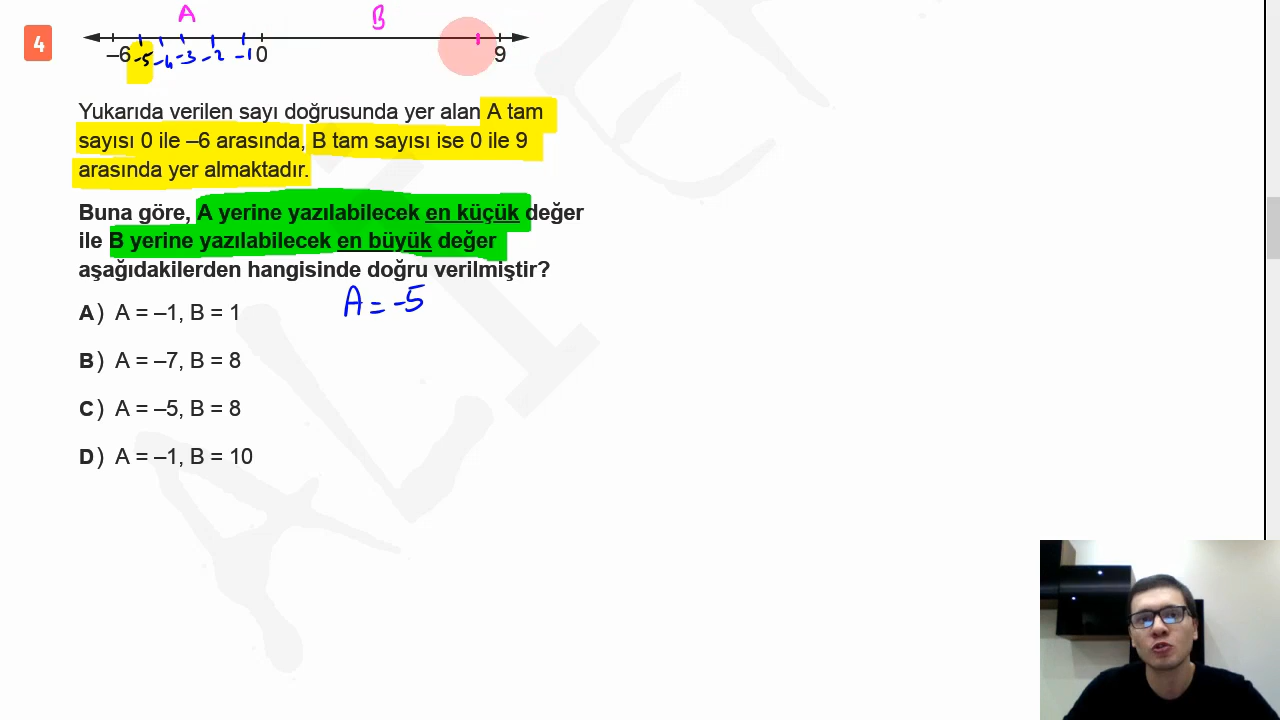 A B
4
–6 -5 -4 -3 -2 -1 0 9
Yukarıda verilen sayı doğrusunda yer alan A tam
sayısı 0 ile –6 arasında, B tam sayısı ise 0 ile 9
arasında yer almaktadır.
Buna göre, A yerine yazılabilecek en küçük değer
ile B yerine yazılabilecek en büyük değer
aşağıdakilerden hangisinde doğru verilmiştir?
A = -5
A) A = –1, B = 1
B) A = –7, B = 8
C) A = –5, B = 8
D) A = –1, B = 10